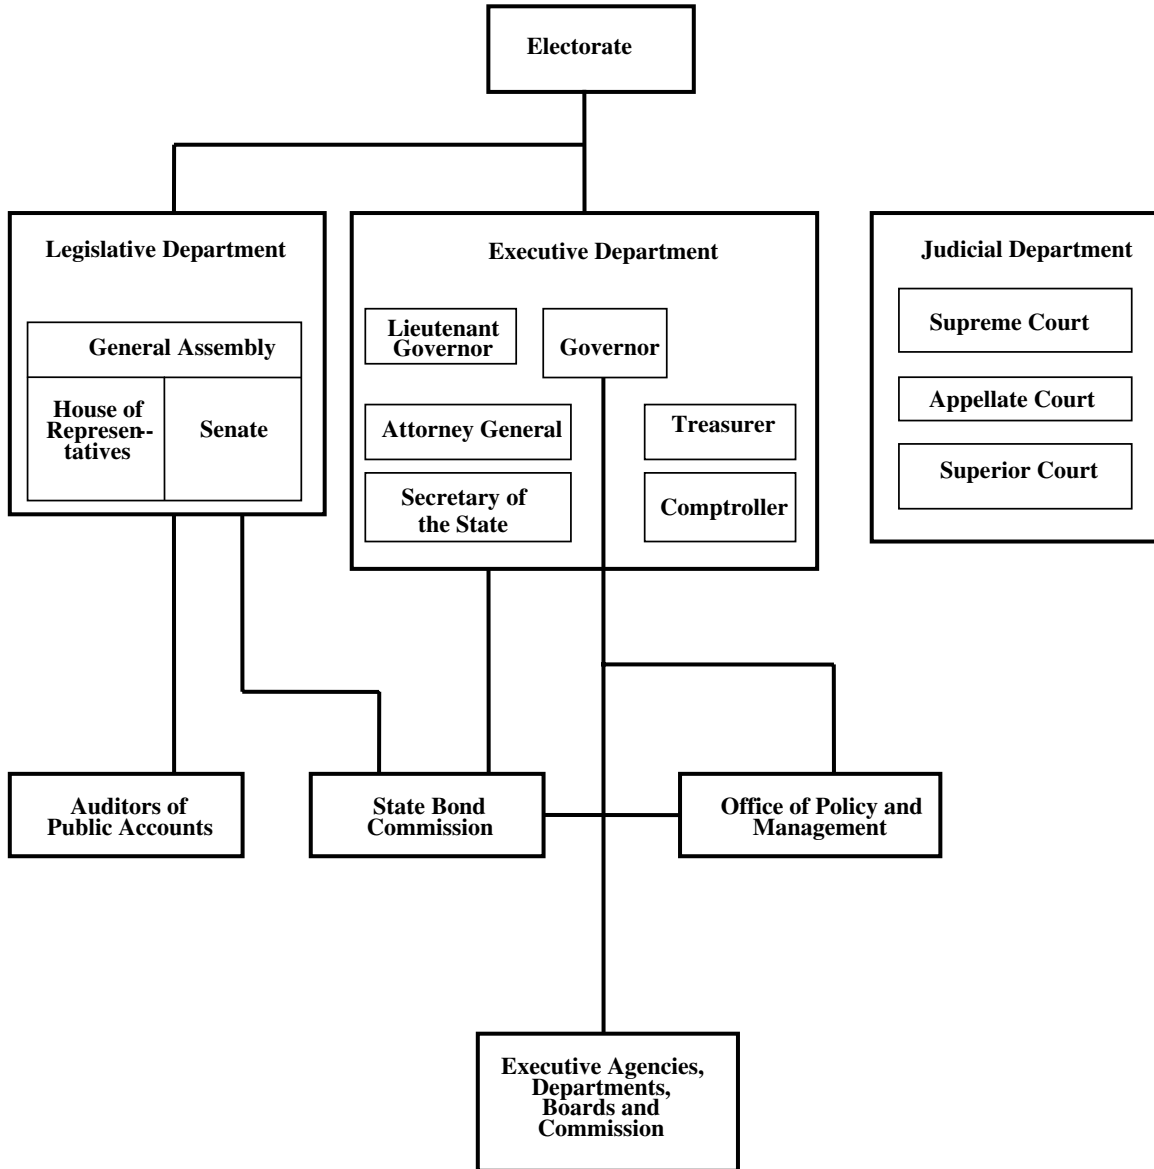 Electorate
Legislative Department
General Assembly
House of
Represen--
tatives
Senate
Executive Department
Lieutenant
Governor
Governor
Attorney General
Treasurer
Secretary of
the State
Comptroller
Judicial Department
Supreme Court
Appellate Court
Superior Court
Auditors of
Public Accounts
State Bond
Commission
Office of Policy and
Management
Executive Agencies,
Departments,
Boards and
Commission